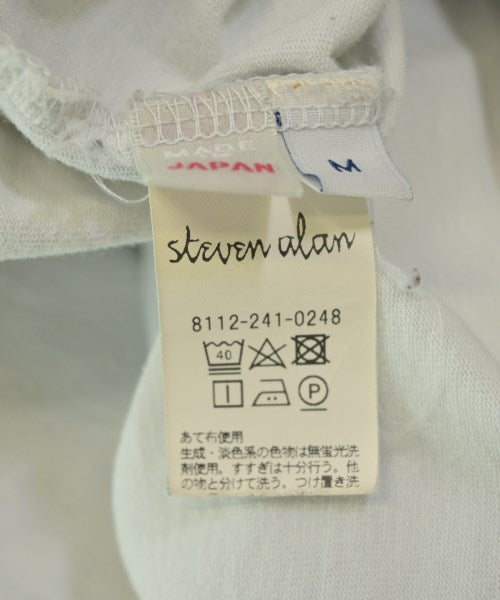 MADE
JAPAN
M
steven alan
8112-241-0248
40
P
あて布使用
生成・淡色系の色物は無蛍光洗
剤使用。すすぎは十分行う。他
の物と分けて洗う。つけ置き洗